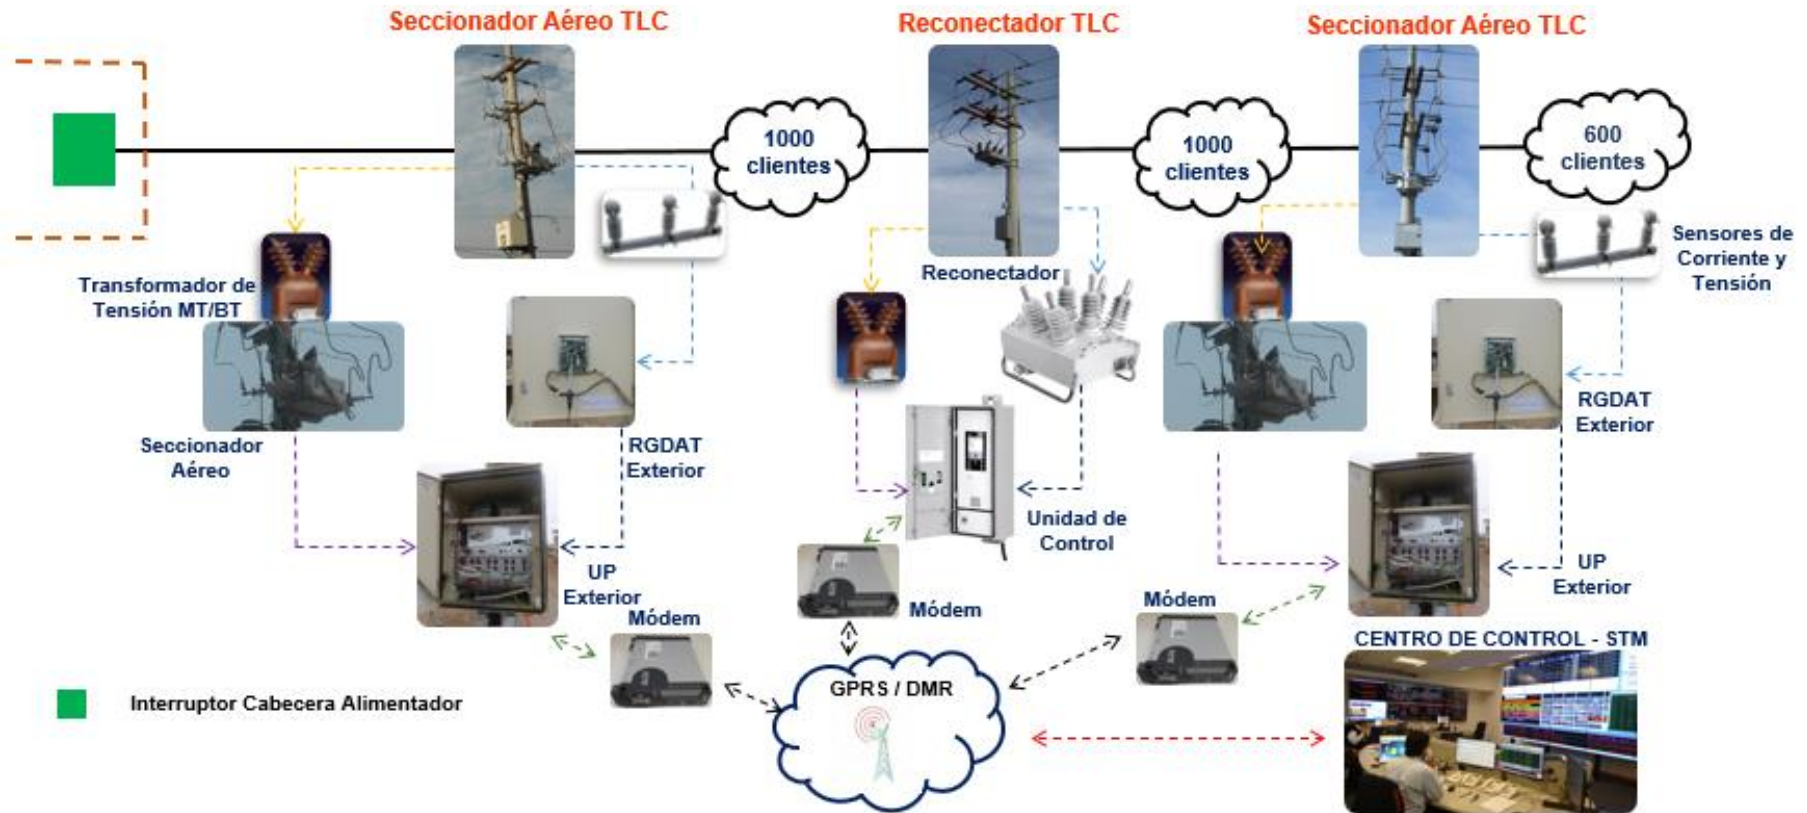 Seccionador Aéreo TLC
Reconectador TLC
Seccionador Aéreo TLC
1000
clientes
1000
clientes
600
clientes
Transformador de
Tensión MT/BT
Reconectador
Sensores de
Corriente y
Tensión
Seccionador
Aéreo
RGDAT
Exterior
RGDAT
Exterior
Unidad de
Control
UP
Exterior
UP
Exterior
Módem
Módem
Módem
CENTRO DE CONTROL - STM
GPRS / DMR
Interruptor Cabecera Alimentador